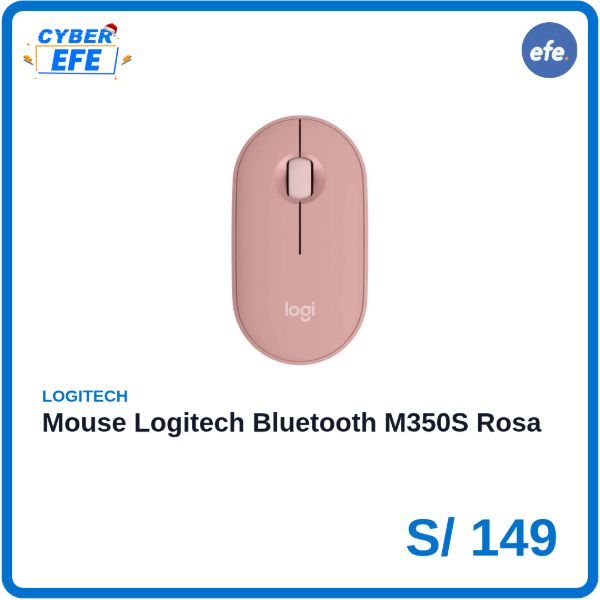 CYBER
EFE
efe.
logi
LOGITECH
Mouse Logitech Bluetooth M350S Rosa
S/ 149